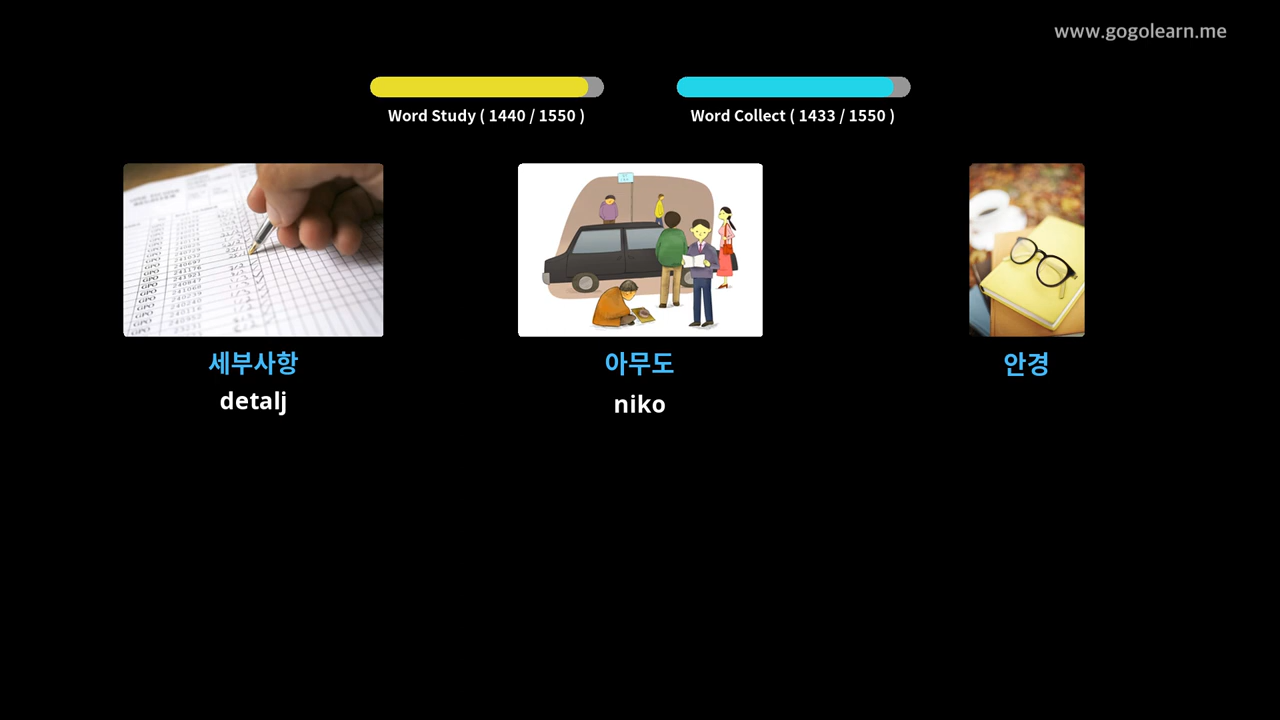 www.gogolearn.me
Word Study ( 1440 / 1550 )
Word Collect ( 1433 / 1550 )
세부사항
detalj
아무도
niko
안경